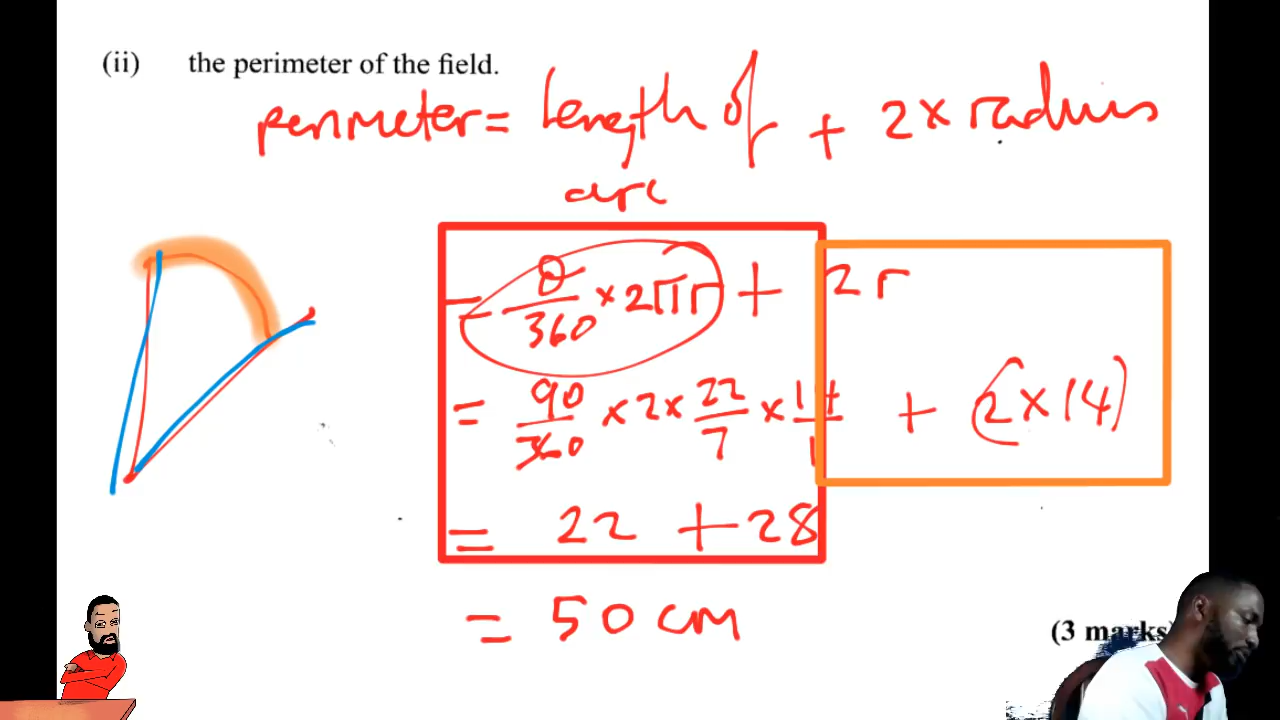 (ii) the perimeter of the field.
perimeter = length of + 2 × radius
arc
= θ/360 × 2πr + 2r
= 90/360 × 2 × 22/7 × 14/1 + (2 × 14)
= 22 + 28
= 50 cm
(3 marks)